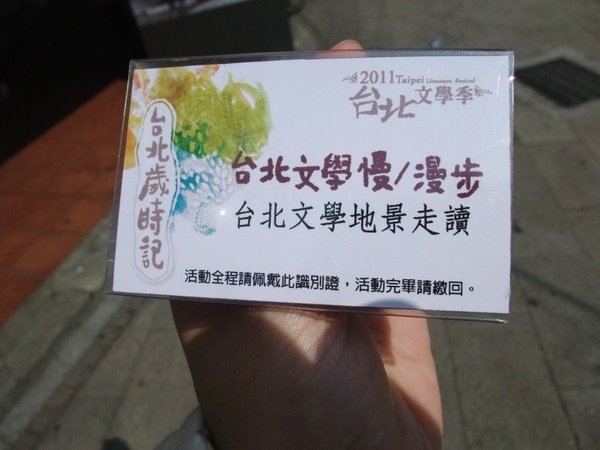 2011 Taipei Literature Festival
台北文學季
台北歲時記
台北文學慢/漫步
台北文學地景走讀
活動全程請佩戴此識別證，活動完畢請繳回。